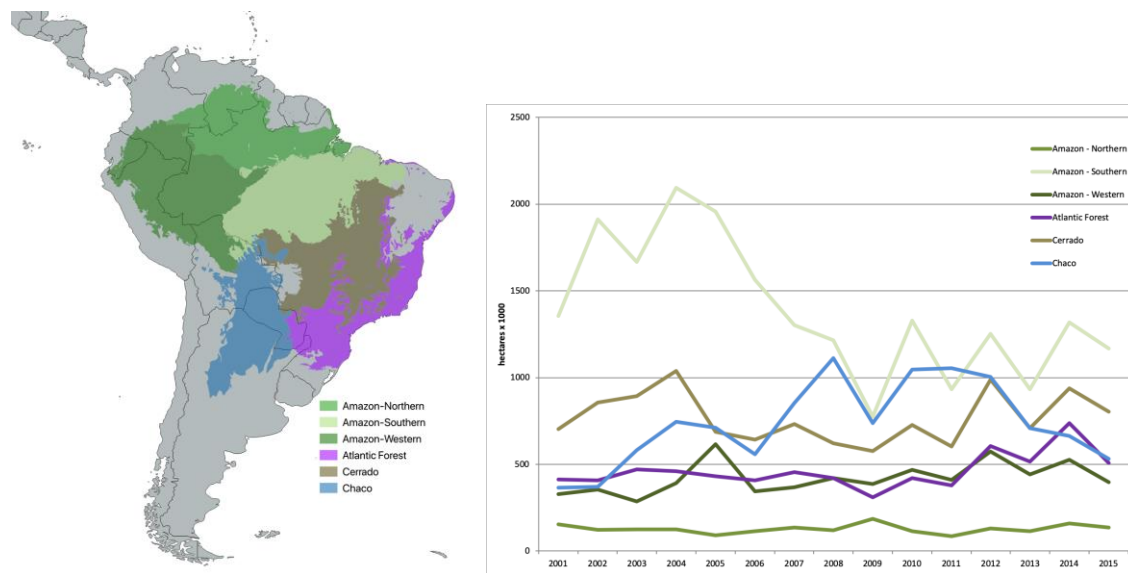 Amazon-Northern
Amazon-Southern
Amazon-Western
Atlantic Forest
Cerrado
Chaco
hectares x 1000
2500
2000
1500
1000
500
0
Amazon - Northern
Amazon - Southern
Amazon - Western
Atlantic Forest
Cerrado
Chaco
2001 2002 2003 2004 2005 2006 2007 2008 2009 2010 2011 2012 2013 2014 2015